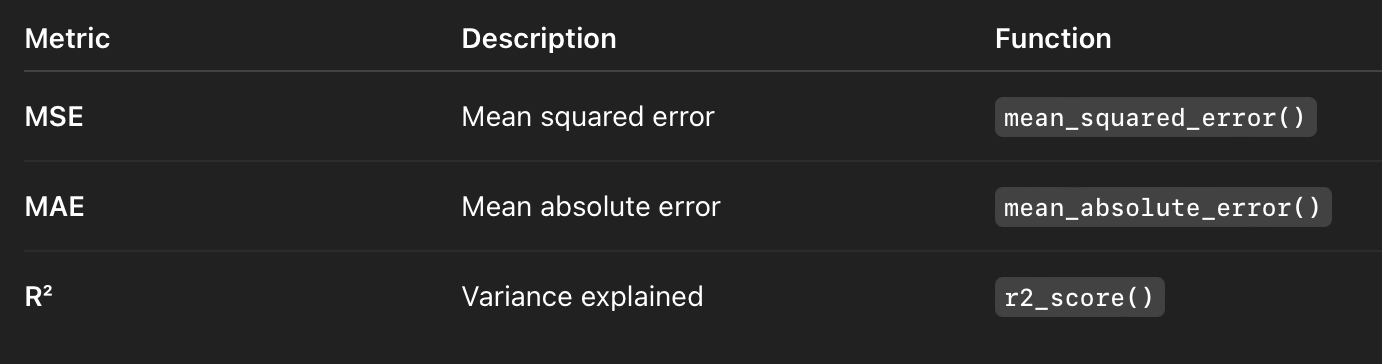 Metric Description Function
MSE Mean squared error mean_squared_error()
MAE Mean absolute error mean_absolute_error()
R² Variance explained r2_score()